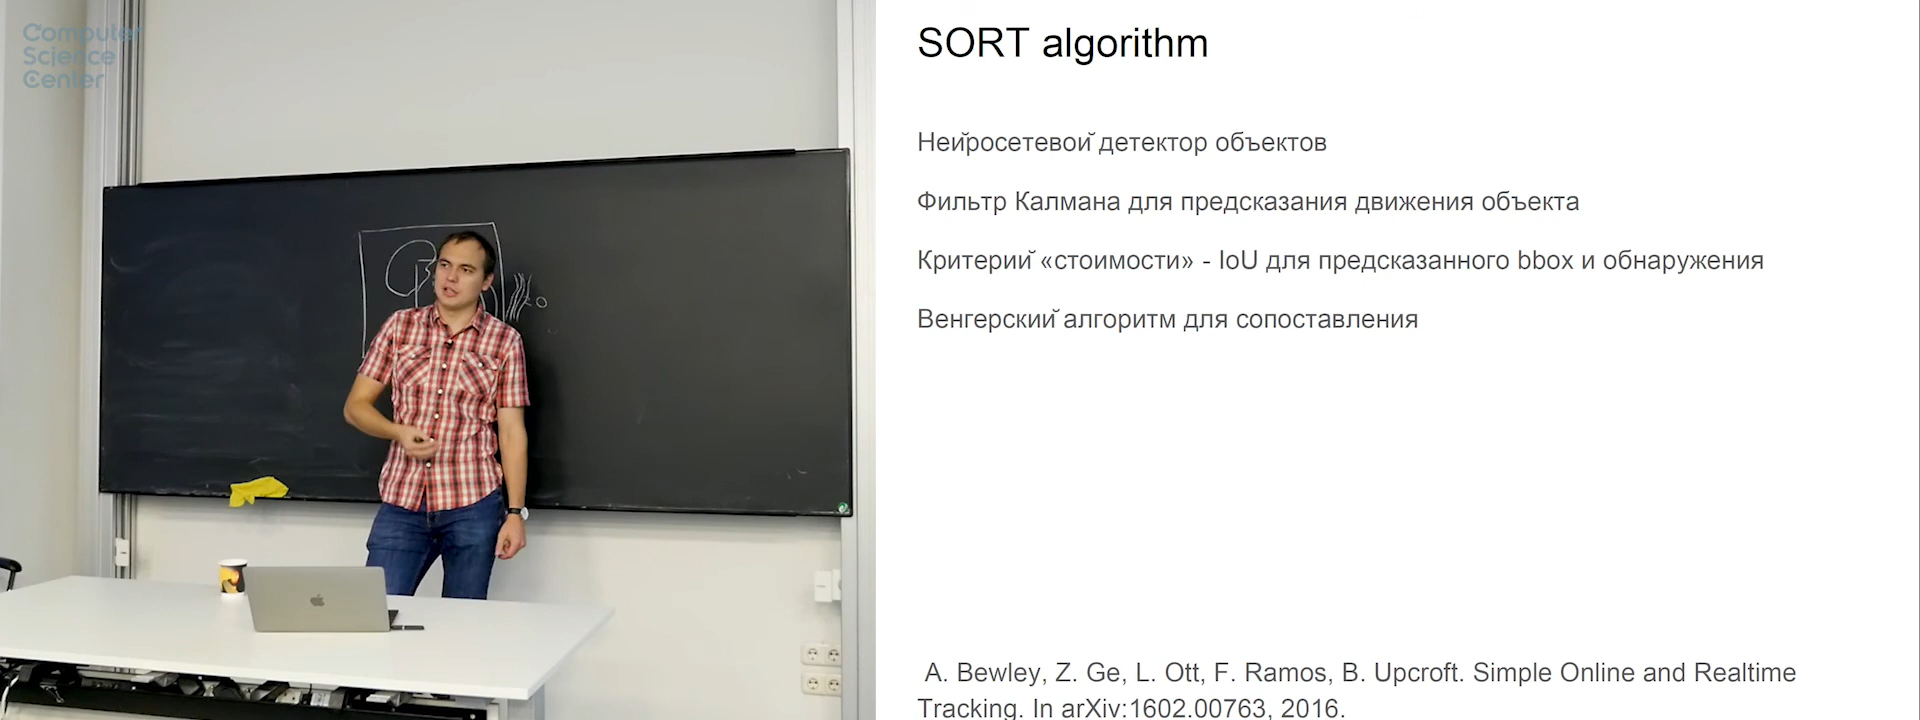 Computer
Science
Center
SORT algorithm
Нейросетевой детектор объектов
Фильтр Калмана для предсказания движения объекта
Критерий «стоимости» - IoU для предсказанного bbox и обнаружения
Венгерский алгоритм для сопоставления
A. Bewley, Z. Ge, L. Ott, F. Ramos, B. Upcroft. Simple Online and Realtime
Tracking. In arXiv:1602.00763, 2016.